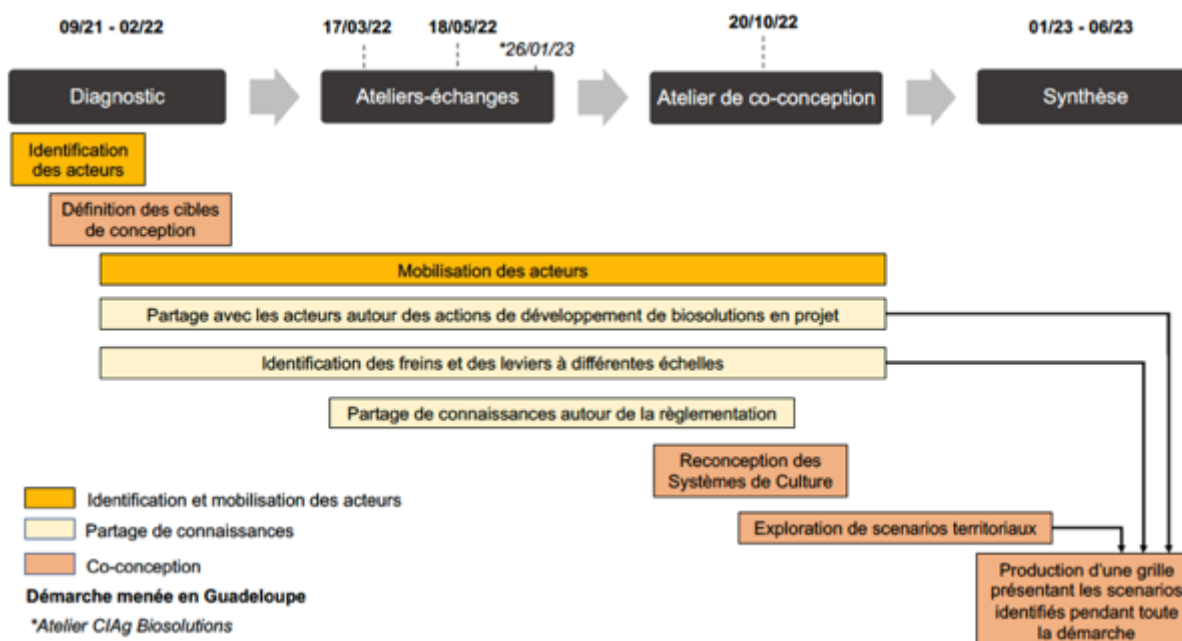 09/21 - 02/22
17/03/22
18/05/22
*26/01/23
20/10/22
01/23 - 06/23
Diagnostic
Ateliers-échanges
Atelier de co-conception
Synthèse
Identification
des acteurs
Définition des cibles
de conception
Mobilisation des acteurs
Partage avec les acteurs autour des actions de développement de biosolutions en projet
Identification des freins et des leviers à différentes échelles
Partage de connaissances autour de la règlementation
Reconception des
Systèmes de Culture
Exploration de scenarios territoriaux
Production d'une grille
présentant les scenarios
identifiés pendant toute
la démarche
Identification et mobilisation des acteurs
Partage de connaissances
Co-conception
Démarche menée en Guadeloupe
*Atelier CIAg Biosolutions